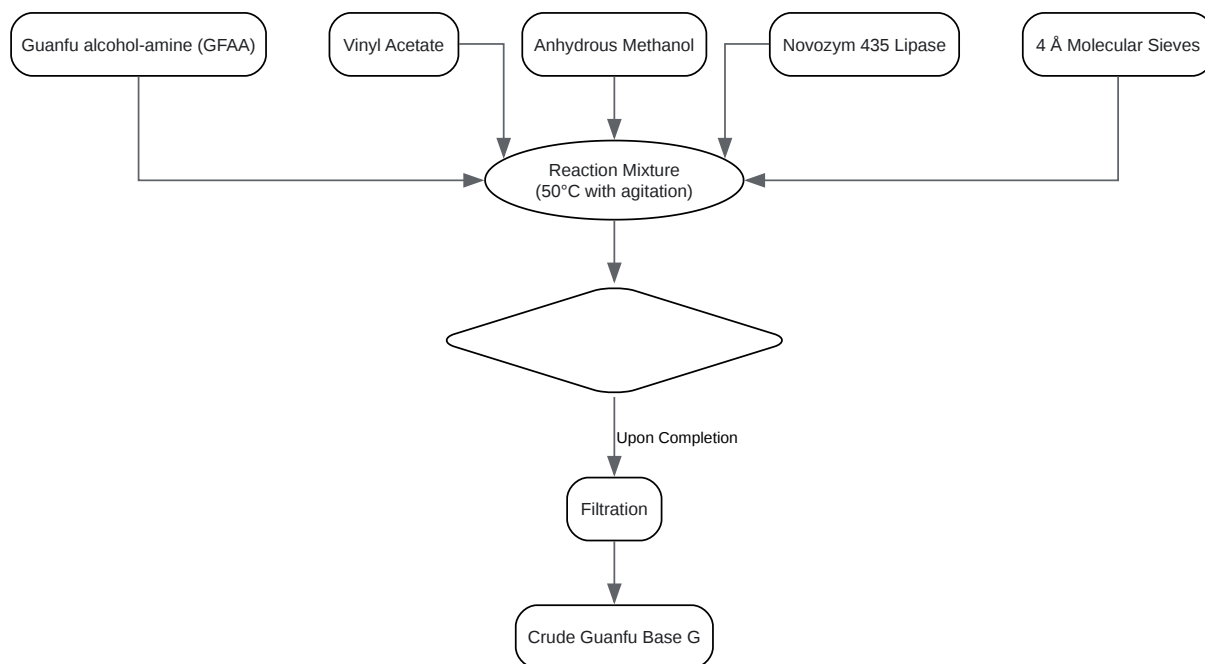 Guanfu alcohol-amine (GFAA)
Vinyl Acetate
Anhydrous Methanol
Novozym 435 Lipase
4 Å Molecular Sieves
Reaction Mixture
(50°C with agitation)
Upon Completion
Filtration
Crude Guanfu Base G